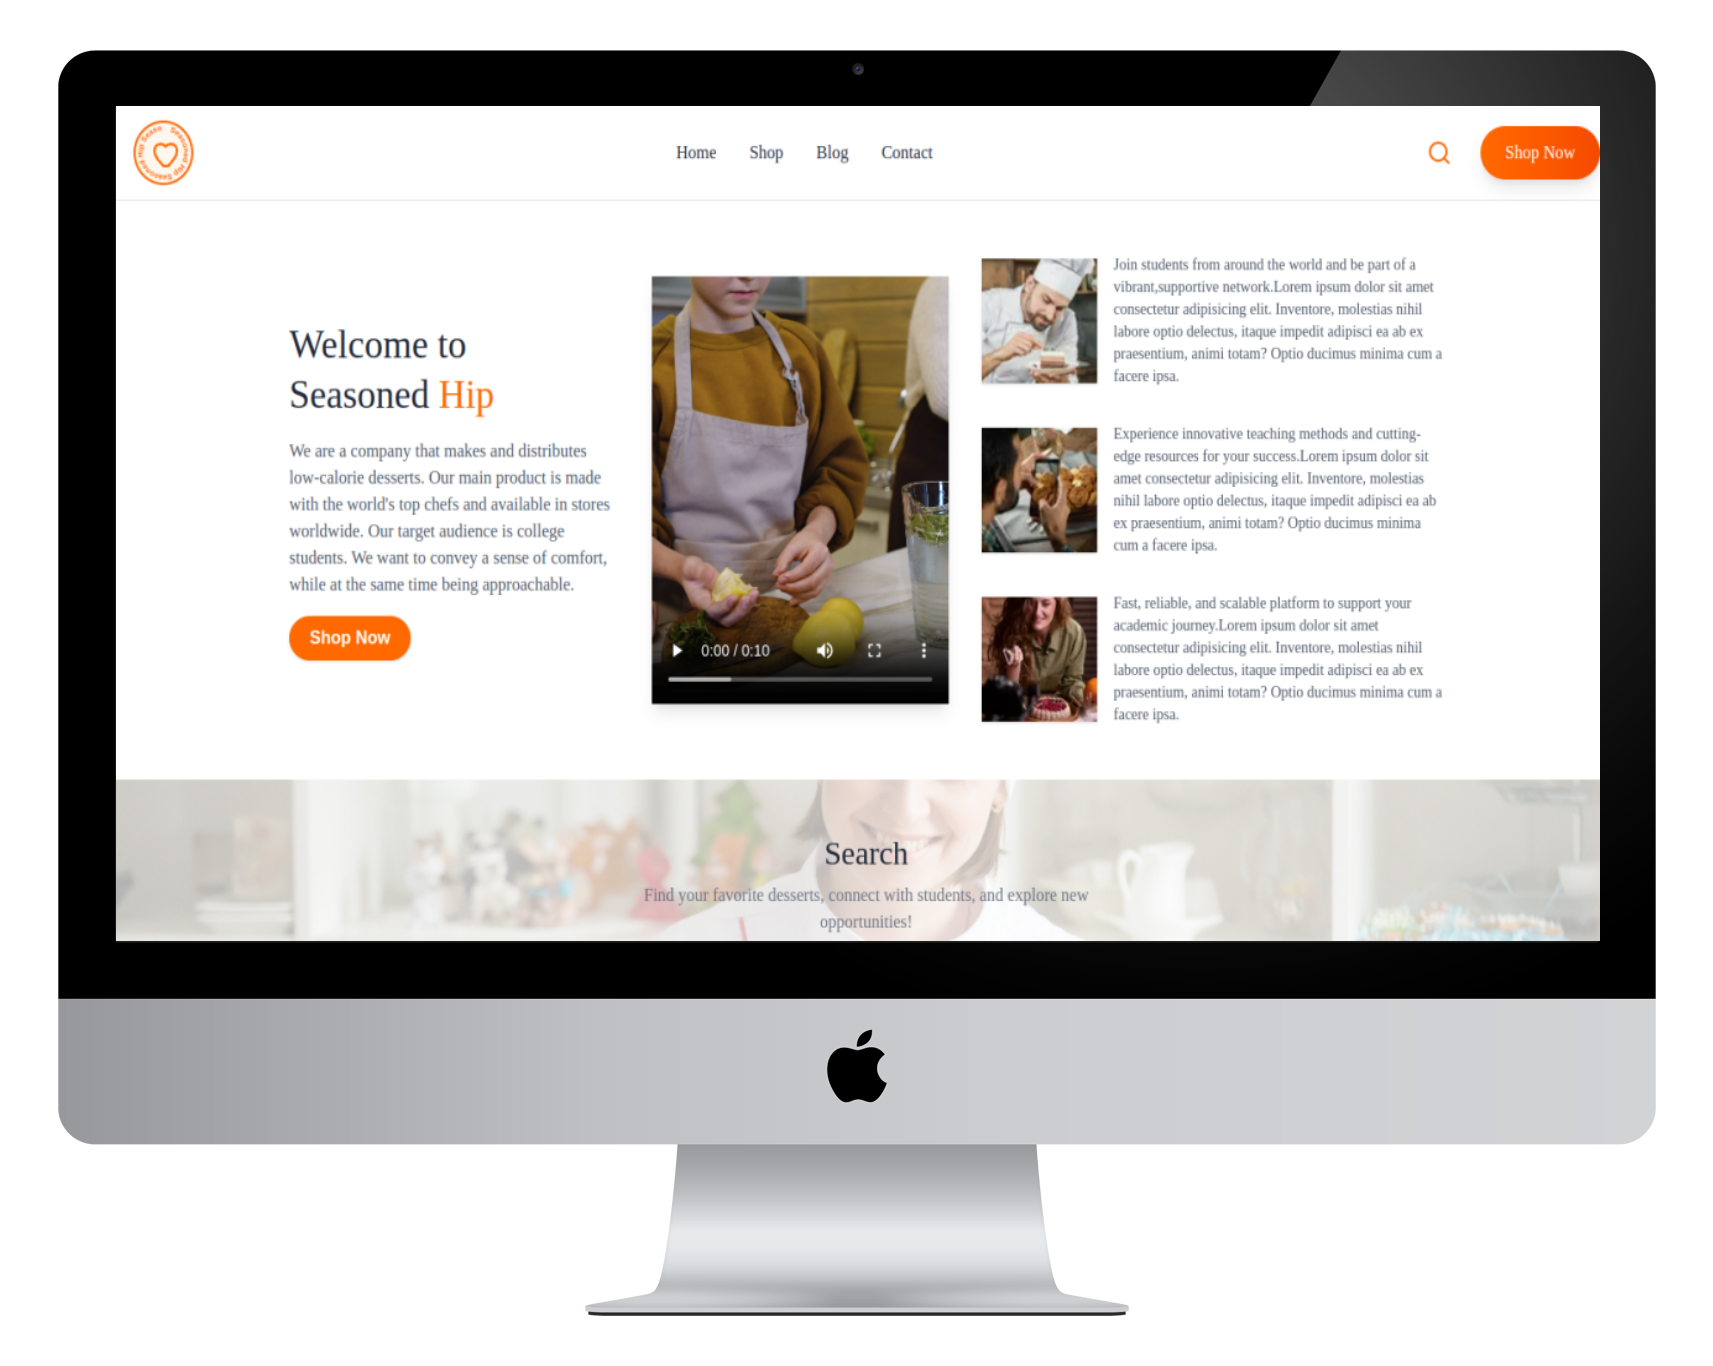 Seasoned Hip Seasoned Hip Seaso
Home
Shop
Blog
Contact
Shop Now
Welcome to
Seasoned Hip
We are a company that makes and distributes
low-calorie desserts. Our main product is made
with the world's top chefs and available in stores
worldwide. Our target audience is college
students. We want to convey a sense of comfort,
while at the same time being approachable.
Shop Now
0:00 / 0:10
Join students from around the world and be part of a
vibrant,supportive network.Lorem ipsum dolor sit amet
consectetur adipisicing elit. Inventore, molestias nihil
labore optio delectus, itaque impedit adipisci ea ab ex
praesentium, animi totam? Optio ducimus minima cum a
facere ipsa.
Experience innovative teaching methods and cutting-
edge resources for your success.Lorem ipsum dolor sit
amet consectetur adipisicing elit. Inventore, molestias
nihil labore optio delectus, itaque impedit adipisci ea ab
ex praesentium, animi totam? Optio ducimus minima
cum a facere ipsa.
Fast, reliable, and scalable platform to support your
academic journey.Lorem ipsum dolor sit amet
consectetur adipisicing elit. Inventore, molestias nihil
labore optio delectus, itaque impedit adipisci ea ab ex
praesentium, animi totam? Optio ducimus minima cum a
facere ipsa.
Search
Find your favorite desserts, connect with students, and explore new
opportunities!